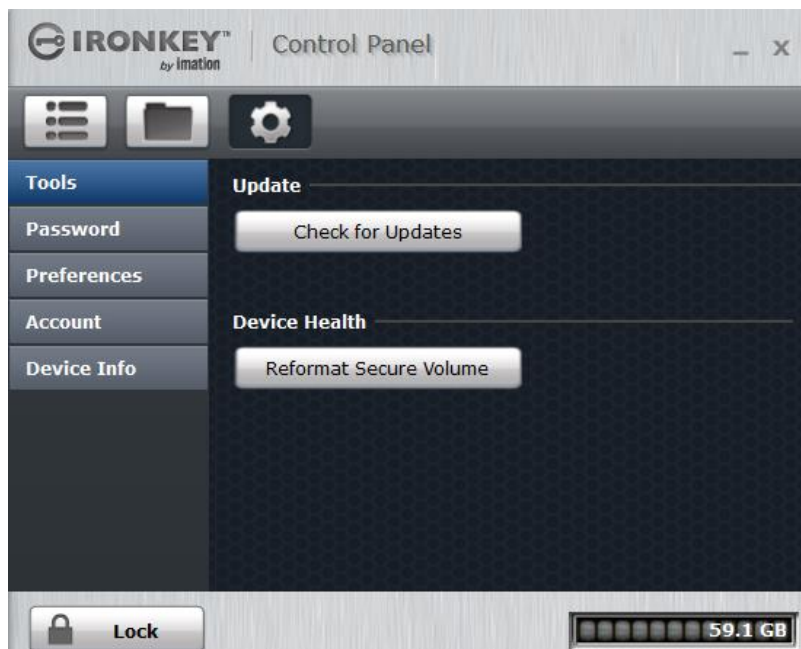 IRONKEY™
by imation
Control Panel
Tools
Password
Preferences
Account
Device Info
Update
Check for Updates
Device Health
Reformat Secure Volume
Lock
59.1 GB